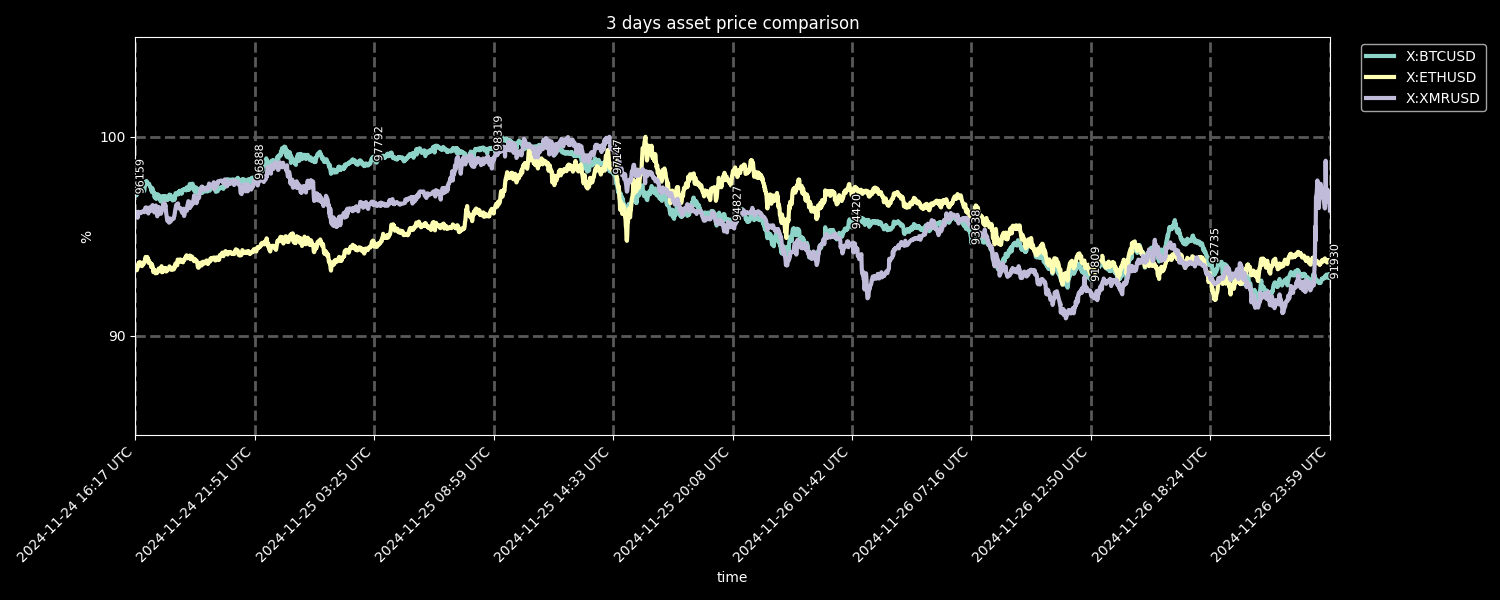 3 days asset price comparison
X:BTCUSD
X:ETHUSD
X:XMRUSD
100
90
%
96159
96888
97792
98319
97147
94827
94420
93638
91809
92735
91930
2024-11-24 16:17 UTC
2024-11-24 21:51 UTC
2024-11-25 03:25 UTC
2024-11-25 08:59 UTC
2024-11-25 14:33 UTC
2024-11-25 20:08 UTC
2024-11-26 01:42 UTC
2024-11-26 07:16 UTC
2024-11-26 12:50 UTC
2024-11-26 18:24 UTC
2024-11-26 23:59 UTC
time